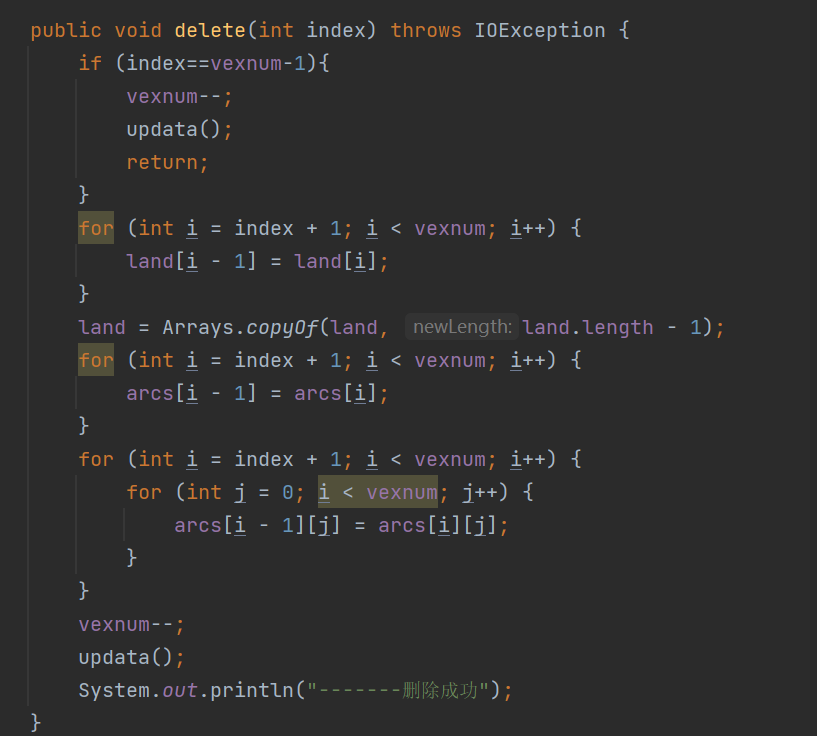 public void delete(int index) throws IOException {
if (index==vexnum-1){
vexnum--;
updata();
return;
}
for (int i = index + 1; i < vexnum; i++) {
land[i - 1] = land[i];
}
land = Arrays.copyOf(land, newLength: land.length - 1);
for (int i = index + 1; i < vexnum; i++) {
arcs[i - 1] = arcs[i];
}
for (int i = index + 1; i < vexnum; i++) {
for (int j = 0; i < vexnum; j++) {
arcs[i - 1][j] = arcs[i][j];
}
}
vexnum--;
updata();
System.out.println("-------删除成功");
}